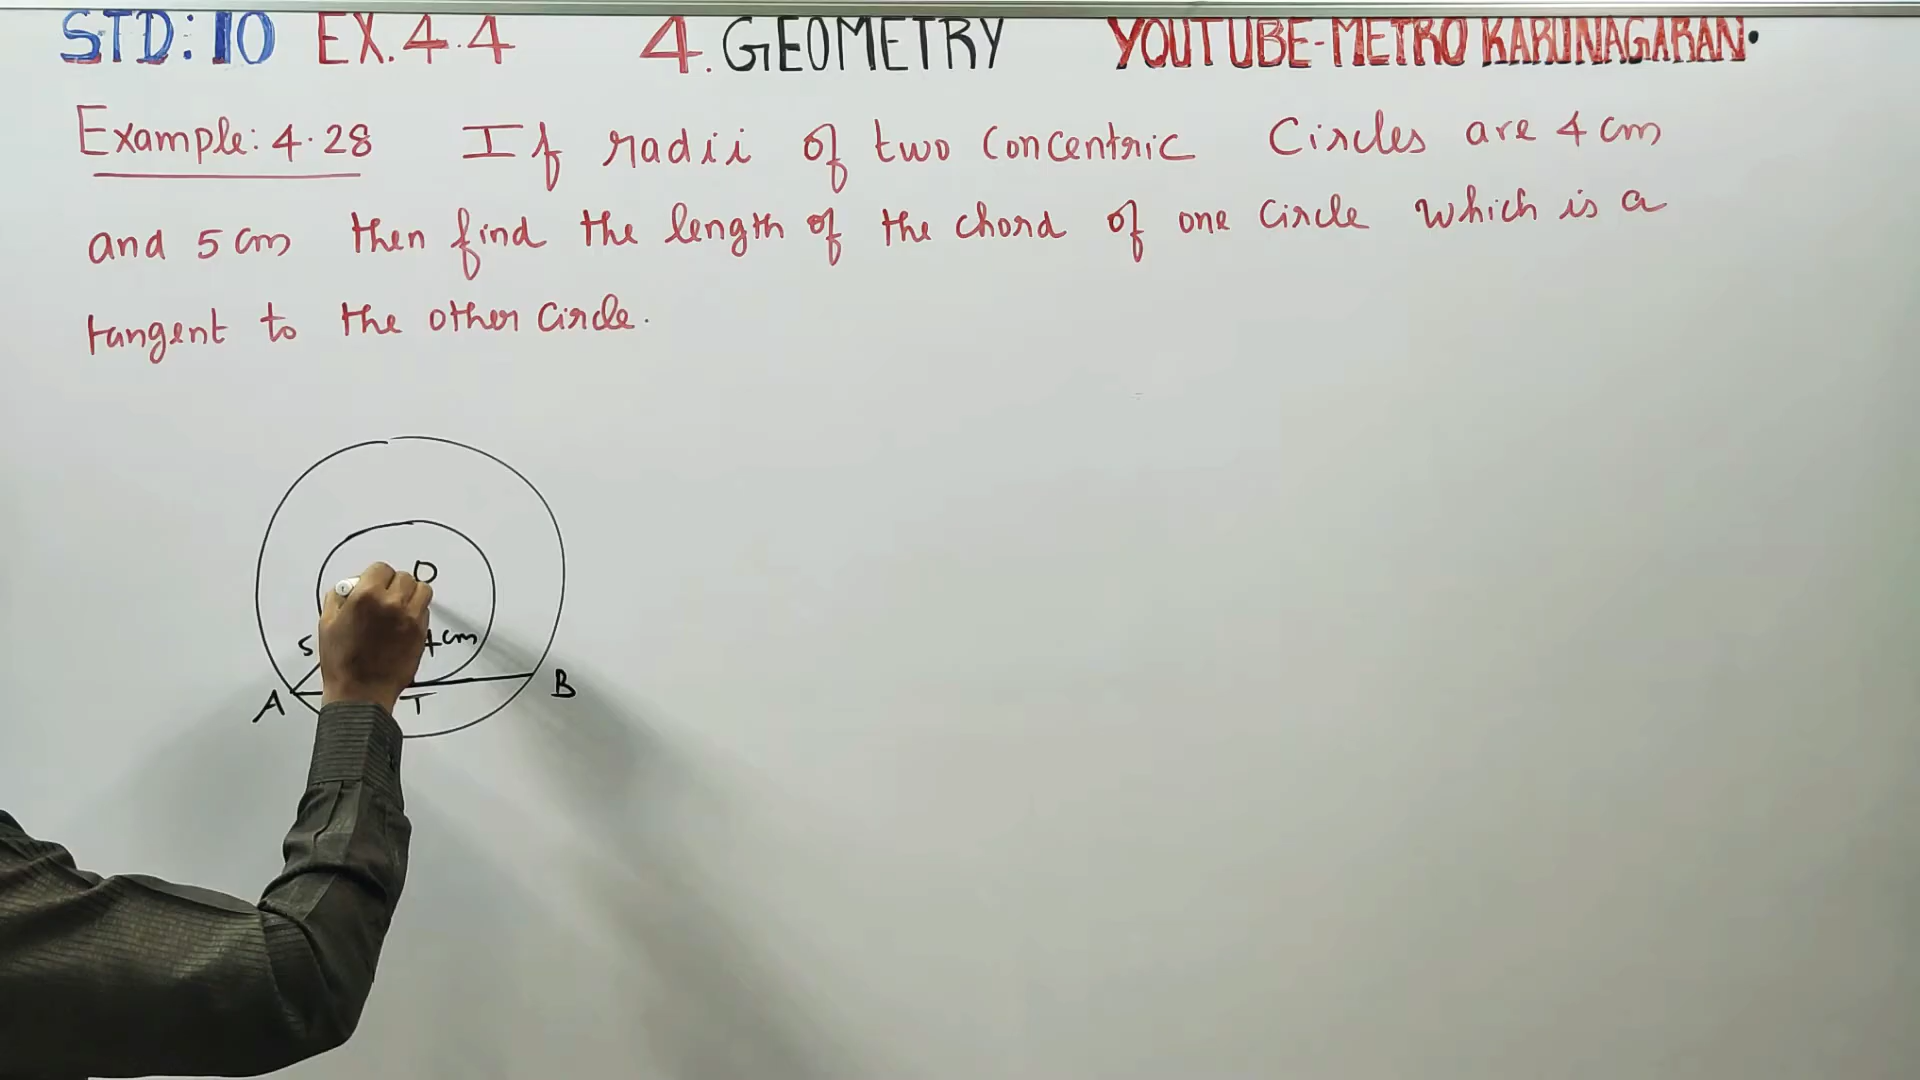 STD: 10 EX. 4.4 4. GEOMETRY YOUTUBE-METRO KARUNAGARAN.
Example: 4.28 If radii of two Concentric Circles are 4 cm
and 5 cm then find the length of the chord of one Circle which is a
tangent to the other Circle.
O
5
cm
A T B